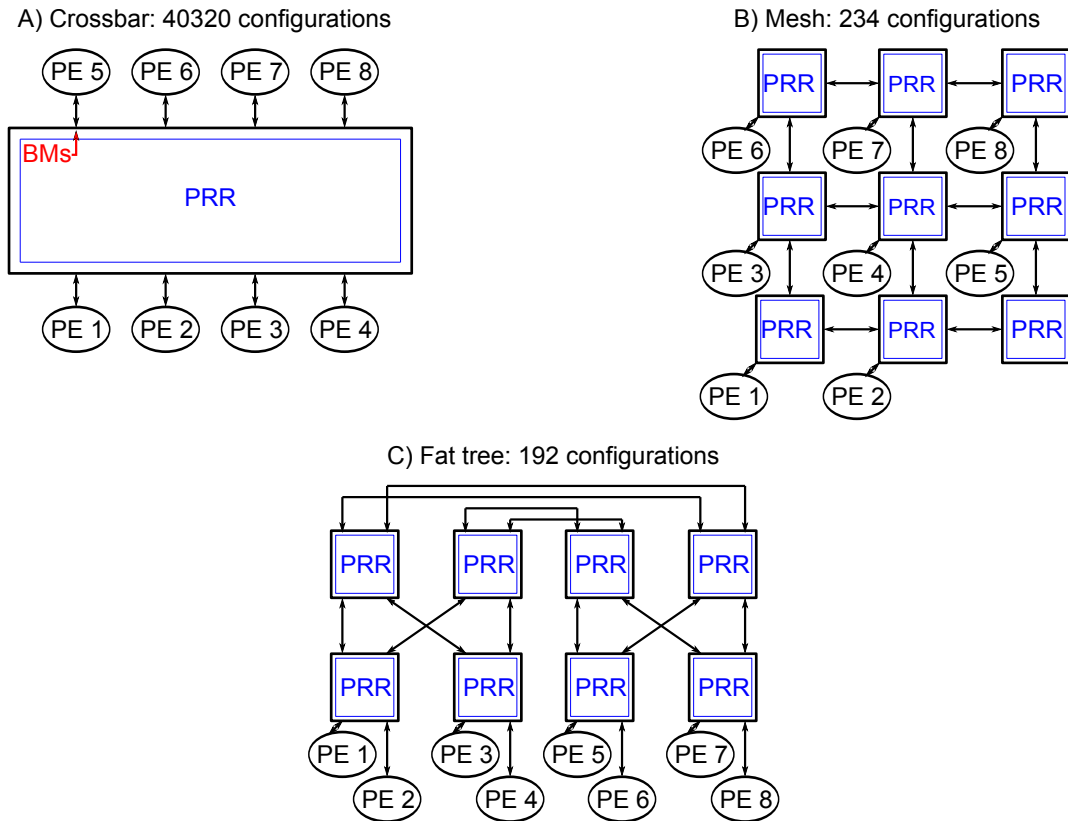 A) Crossbar: 40320 configurations
PE 5 PE 6 PE 7 PE 8
BMs
PRR
PE 1 PE 2 PE 3 PE 4
B) Mesh: 234 configurations
PRR PRR PRR
PE 6 PE 7 PE 8
PRR PRR PRR
PE 3 PE 4 PE 5
PRR PRR PRR
PE 1 PE 2
C) Fat tree: 192 configurations
PRR PRR PRR PRR
PRR PRR PRR PRR
PE 1 PE 3 PE 5 PE 7
PE 2 PE 4 PE 6 PE 8